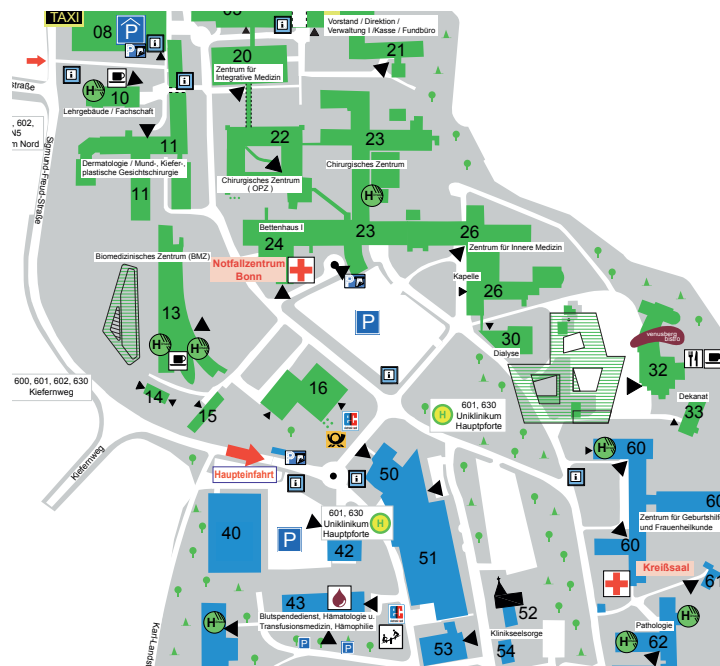 TAXI
08
P
P
05
Vorstand / Direktion /
Verwaltung I /Kasse / Fundbüro
21
20
Zentrum für
Integrative Medizin
i
i
i
i
H
10
Lehrgebäude / Fachschaft
straße
, 602,
N5
m Nord
Sigmund-Freud-Straße
11
Dermatologie / Mund-, Kiefer-,
plastische Gesichtschirurgie
11
22
Chirurgisches Zentrum
( OPZ )
23
Chirurgisches Zentrum
H
Bettenhaus I
23
24
26
Zentrum für Innere Medizin
Biomedizinisches Zentrum (BMZ)
Notfallzentrum
Bonn
P
Kapelle
26
13
P
H
H
30
Dialyse
venusberg
bistro
32
Dekanat
33
600, 601, 602, 630
Kiefernweg
14
15
16
i
H
601, 630
Uniklinikum
Hauptpforte
Kiefernweg
Haupteinfahrt
P
i
i
50
H
60
i
40
P
601, 630
Uniklinikum
Hauptpforte
H
42
51
60
Zentrum für Geburtshilfe
und Frauenheilkunde
60
Kreißsaal
61
43
Blutspendedienst, Hämatologie u.
Transfusionsmedizin, Hämophilie
52
Klinikseelsorge
H
H
Pathologie
H
62
P
P
53
54
Karl-Landst